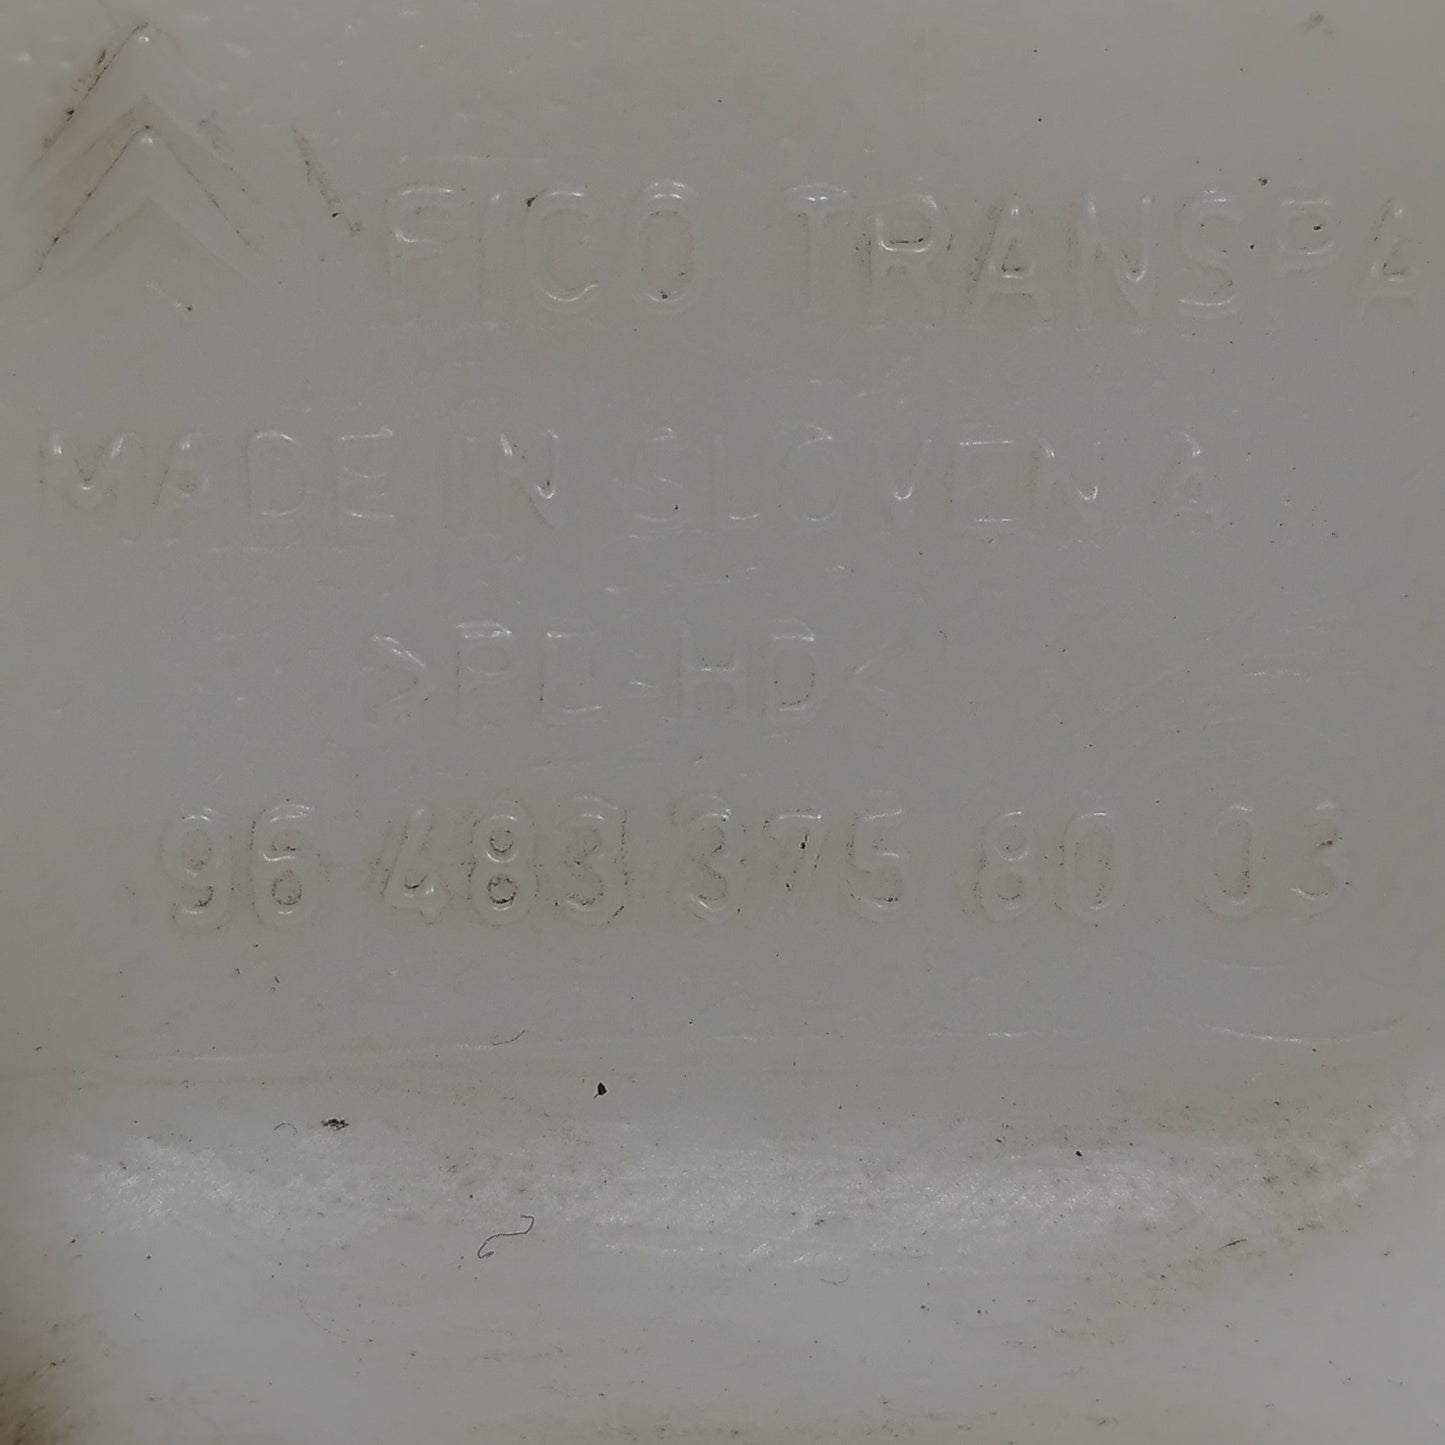 FICO TRANSPA
MADE IN SLOVENIA
>PE-HD<
96 483 375 80 03